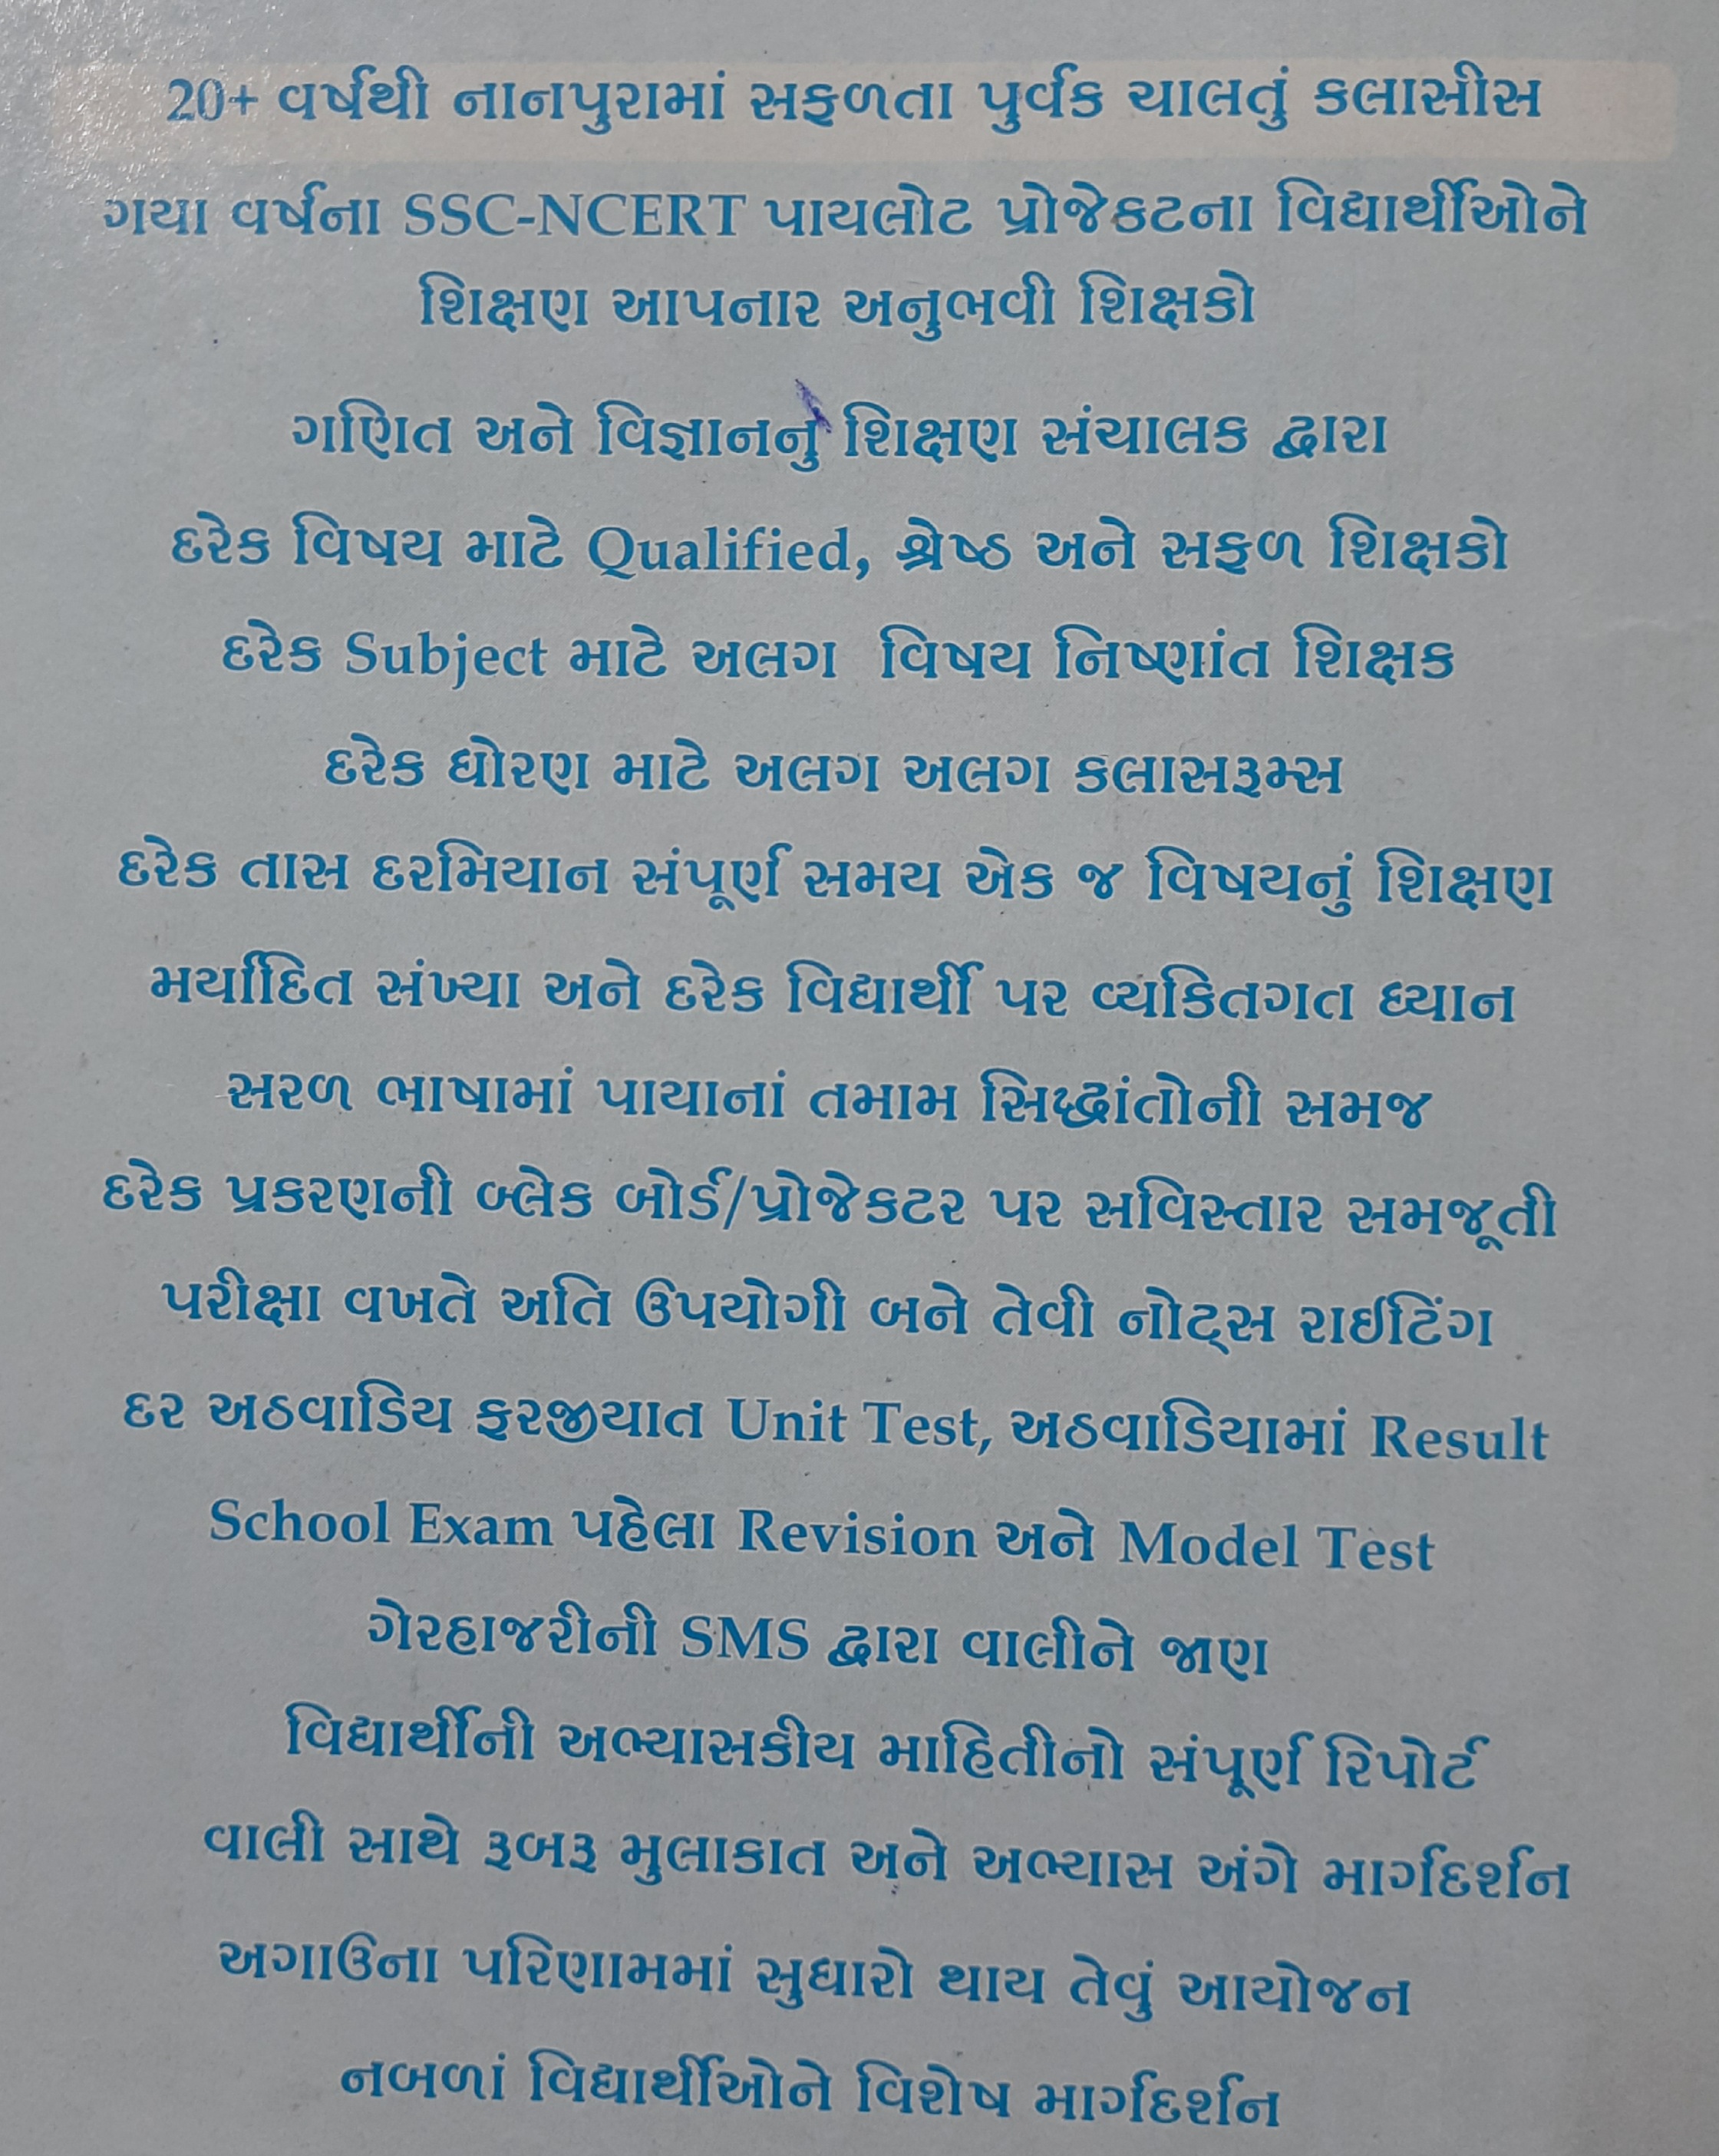 20+ વર્ષથી નાનપુરામાં સફળતા પુર્વક ચાલતું કલાસીસ
ગયા વર્ષના SSC-NCERT પાયલોટ પ્રોજેકટના વિદ્યાર્થીઓને
શિક્ષણ આપનાર અનુભવી શિક્ષકો
ગણિત અને વિજ્ઞાનનું શિક્ષણ સંચાલક દ્વારા
દરેક વિષય માટે Qualified, શ્રેષ્ઠ અને સફળ શિક્ષકો
દરેક Subject માટે અલગ વિષય નિષ્ણાંત શિક્ષક
દરેક ધોરણ માટે અલગ અલગ કલાસરૂમ્સ
દરેક તાસ દરમિયાન સંપૂર્ણ સમય એક જ વિષયનું શિક્ષણ
મર્યાદિત સંખ્યા અને દરેક વિદ્યાર્થી પર વ્યકિતગત ધ્યાન
સરળ ભાષામાં પાયાનાં તમામ સિધ્ધાંતોની સમજ
દરેક પ્રકરણની બ્લેક બોર્ડ/પ્રોજેકટર પર સવિસ્તાર સમજૂતી
પરીક્ષા વખતે અતિ ઉપયોગી બને તેવી નોટ્સ રાઈટિંગ
દર અઠવાડિય ફરજીયાત Unit Test, અઠવાડિયામાં Result
School Exam પહેલા Revision અને Model Test
ગેરહાજરીની SMS દ્વારા વાલીને જાણ
વિદ્યાર્થીની અભ્યાસકીય માહિતીનો સંપૂર્ણ રિપોર્ટ
વાલી સાથે રૂબરૂ મુલાકાત અને અભ્યાસ અંગે માર્ગદર્શન
અગાઉના પરિણામમાં સુધારો થાય તેવું આયોજન
નબળાં વિદ્યાર્થીઓને વિશેષ માર્ગદર્શન